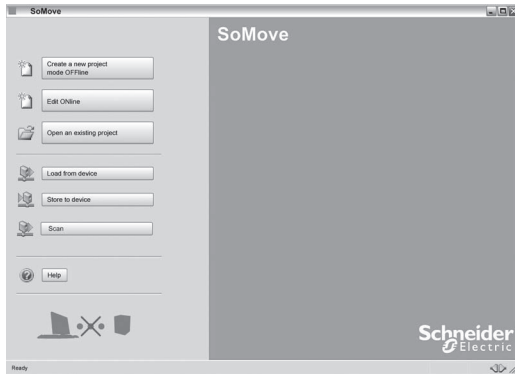 SoMove
SoMove
Create a new project
mode OFFline
Edit ONline
Open an existing project
Load from device
Store to device
Scan
Help
Schneider
Electric
Ready